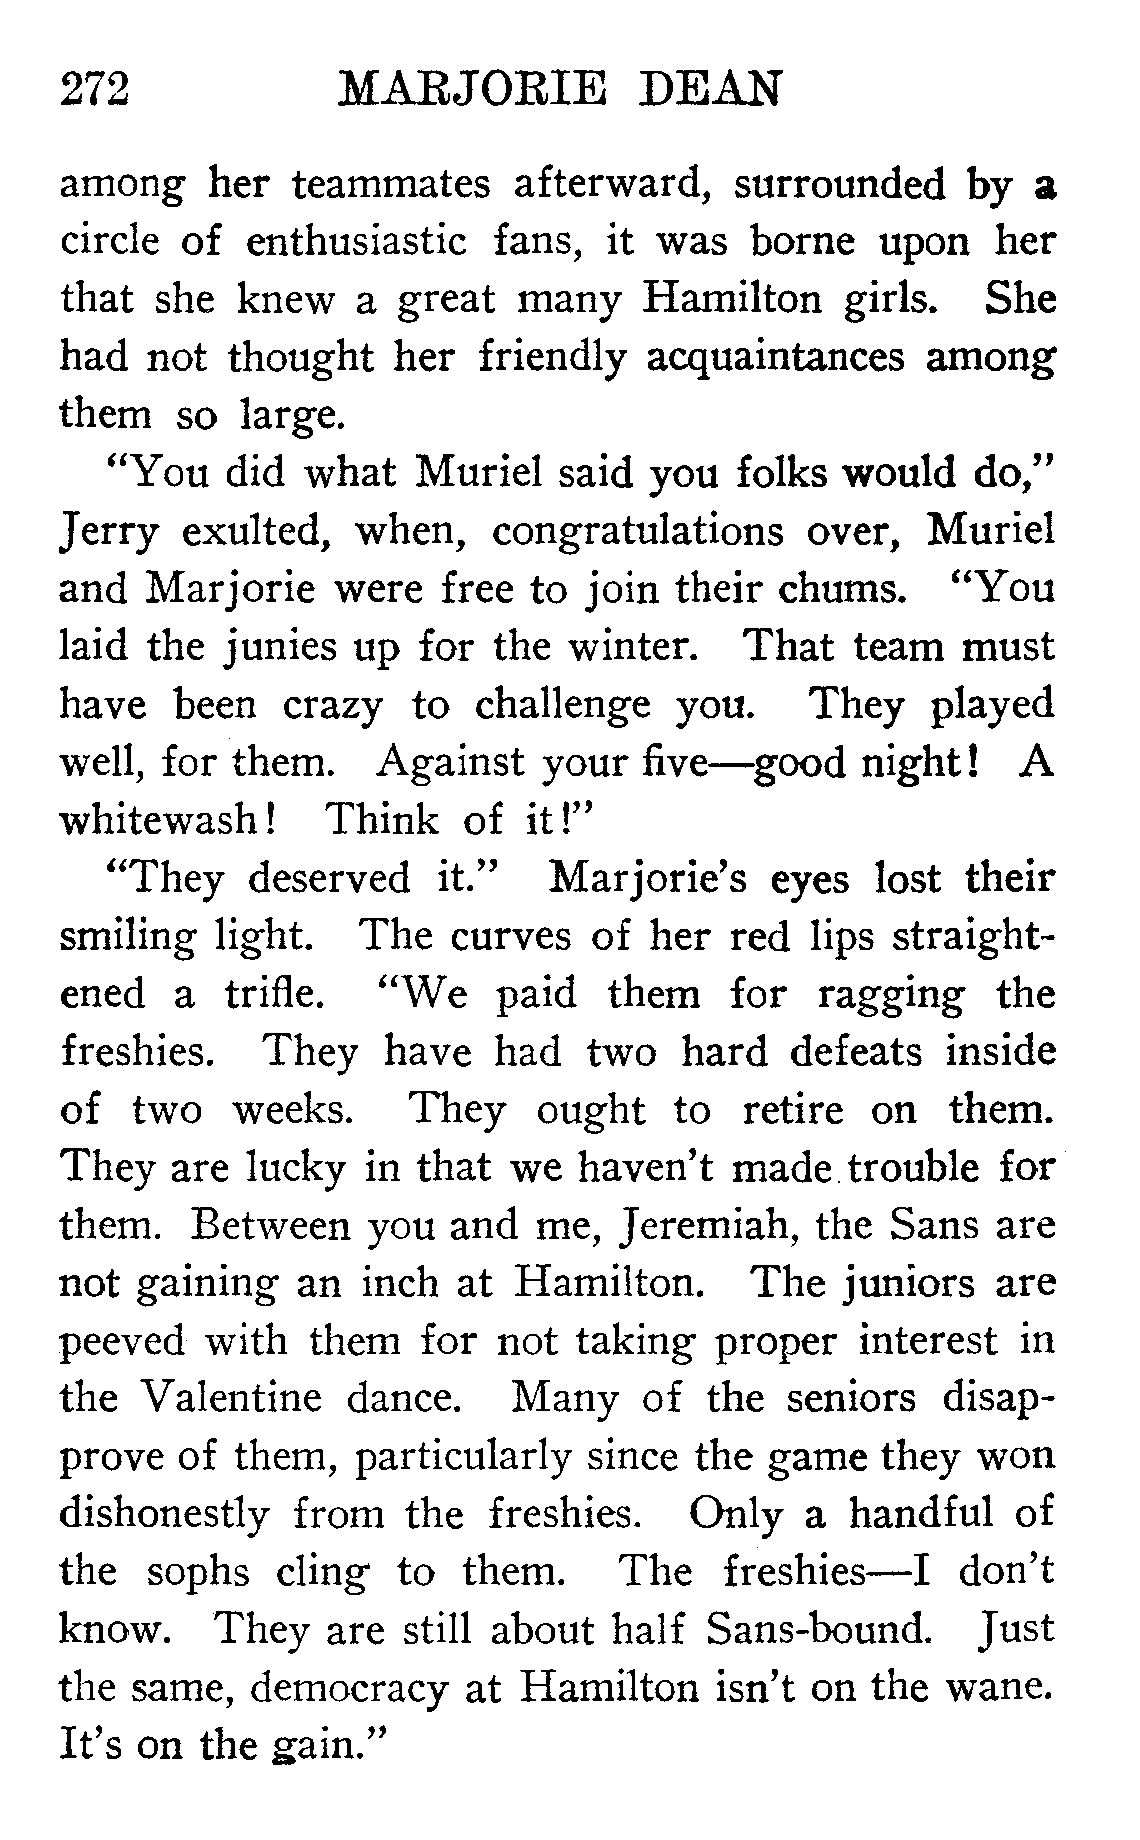 272 MARJORIE DEAN
among her teammates afterward, surrounded by a
circle of enthusiastic fans, it was borne upon her
that she knew a great many Hamilton girls. She
had not thought her friendly acquaintances among
them so large.
“You did what Muriel said you folks would do,”
Jerry exulted, when, congratulations over, Muriel
and Marjorie were free to join their chums. “You
laid the junies up for the winter. That team must
have been crazy to challenge you. They played
well, for them. Against your five—good night! A
whitewash! Think of it!”
“They deserved it.” Marjorie’s eyes lost their
smiling light. The curves of her red lips straight-
ened a trifle. “We paid them for ragging the
freshies. They have had two hard defeats inside
of two weeks. They ought to retire on them.
They are lucky in that we haven’t made trouble for
them. Between you and me, Jeremiah, the Sans are
not gaining an inch at Hamilton. The juniors are
peeved with them for not taking proper interest in
the Valentine dance. Many of the seniors disap-
prove of them, particularly since the game they won
dishonestly from the freshies. Only a handful of
the sophs cling to them. The freshies—I don’t
know. They are still about half Sans-bound. Just
the same, democracy at Hamilton isn’t on the wane.
It’s on the gain.”